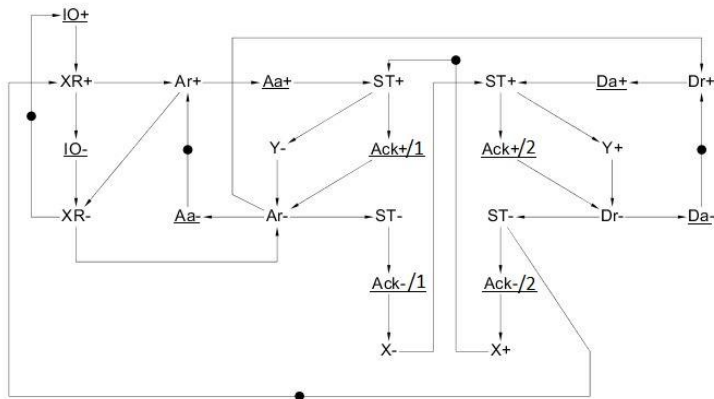 IO+
XR+ Ar+ Aa+ ST+ ST+ Da+ Dr+
IO- Y- Ack+/1 Ack+/2 Y+
XR- Aa- Ar- ST- ST- Dr- Da-
Ack-/1 Ack-/2
X- X+